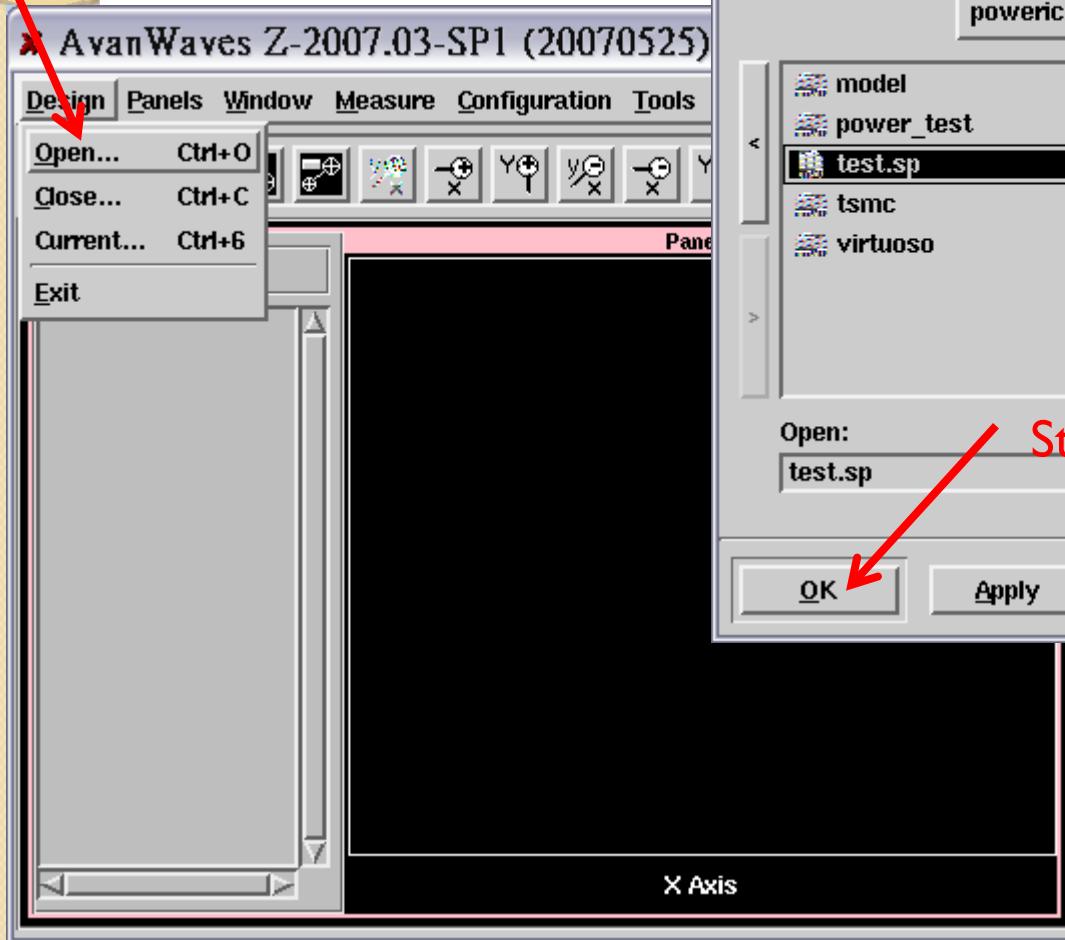 AvanWaves Z-2007.03-SP1 (20070525)
Design Panels Window Measure Configuration Tools
Open... Ctrl+O
Close... Ctrl+C
Current... Ctrl+6
Exit
X Axis
model
power_test
test.sp
tsmc
virtuoso
Open:
test.sp
OK Apply